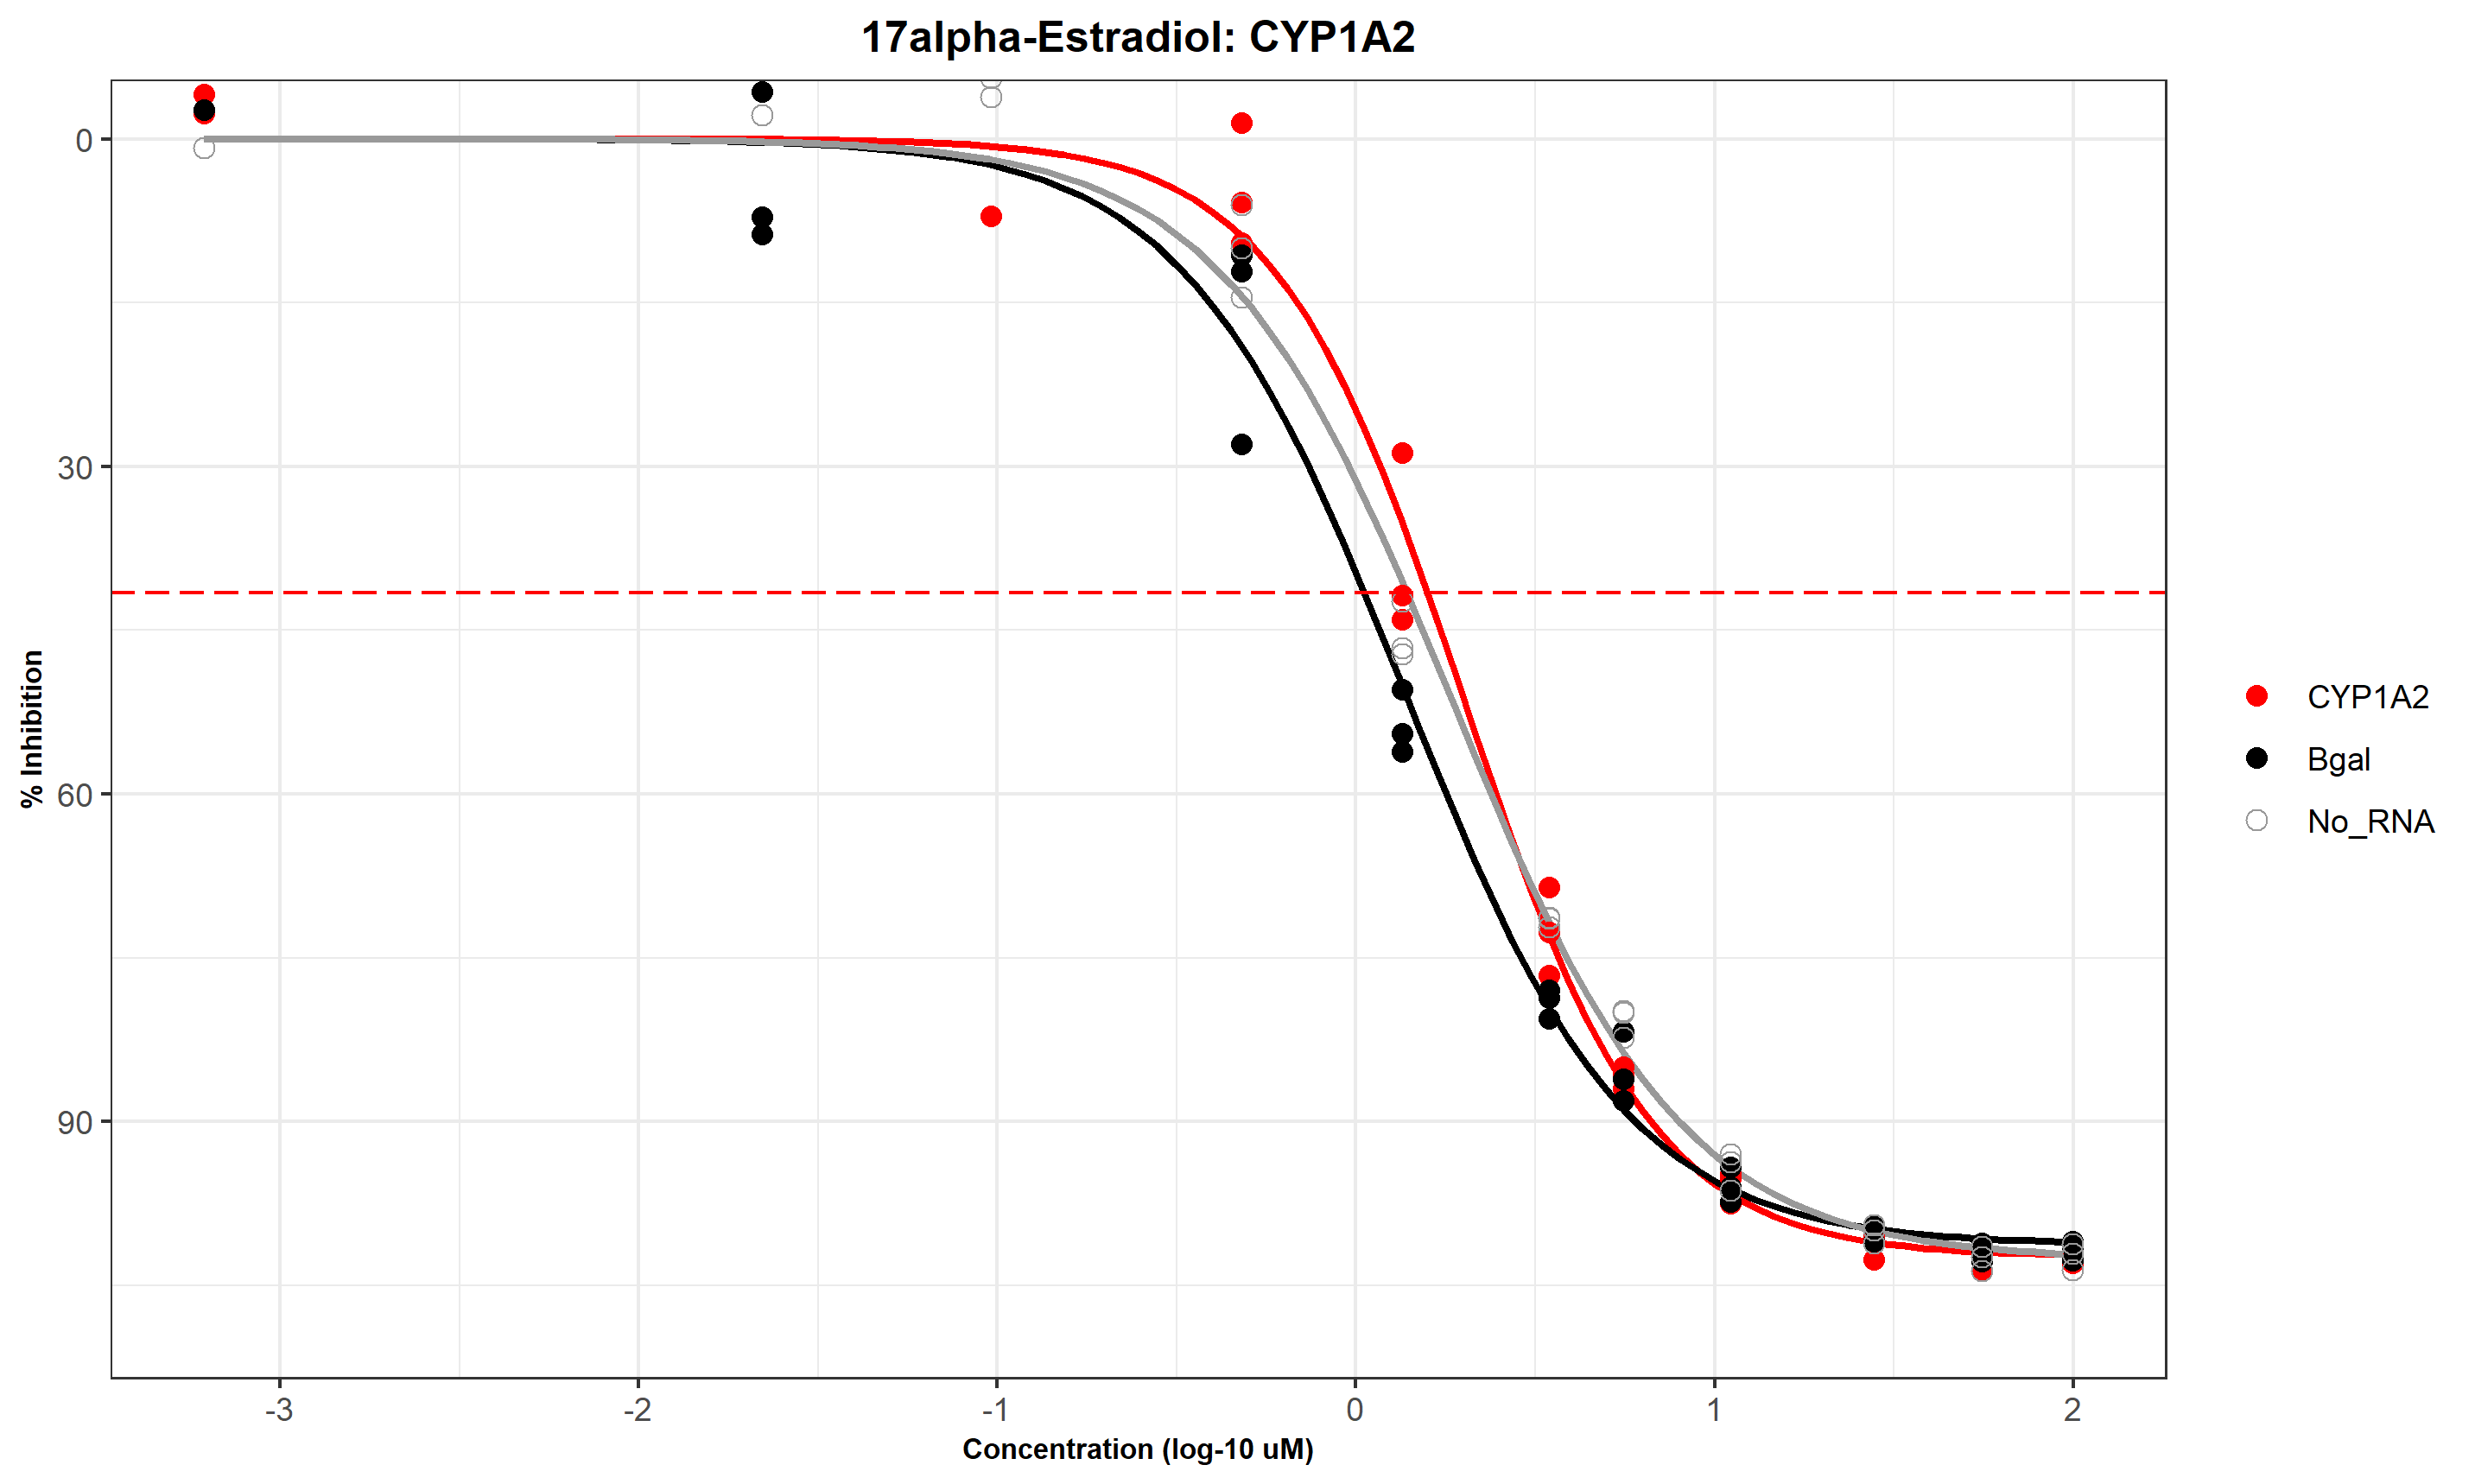 17alpha-Estradiol: CYP1A2
% Inhibition
0
30
60
90
-3
-2
-1
0
1
2
Concentration (log-10 uM)
CYP1A2
Bgal
No_RNA